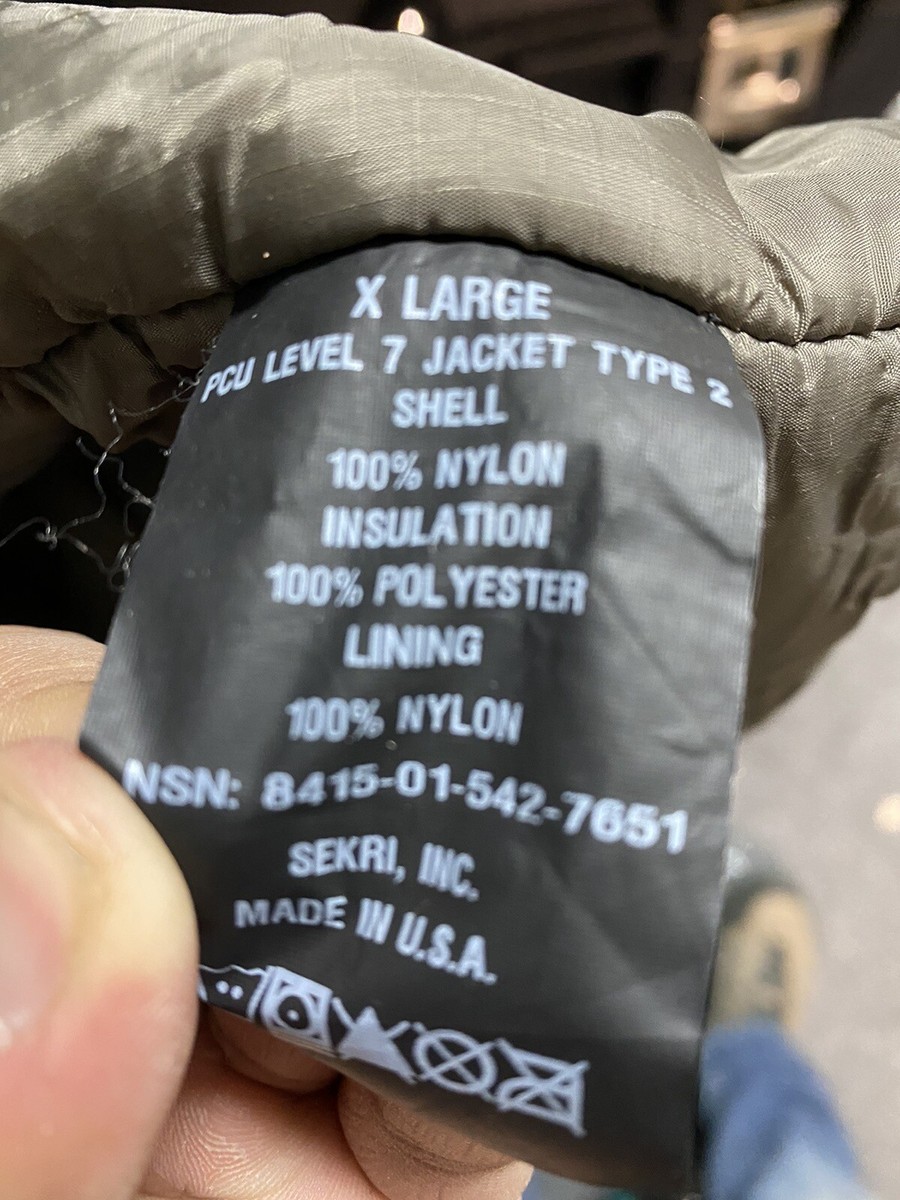 X LARGE
PCU LEVEL 7 JACKET TYPE 2
SHELL
100% NYLON
INSULATION
100% POLYESTER
LINING
100% NYLON
NSN: 8415-01-542-7651
SEKRI, INC.
MADE IN U.S.A.